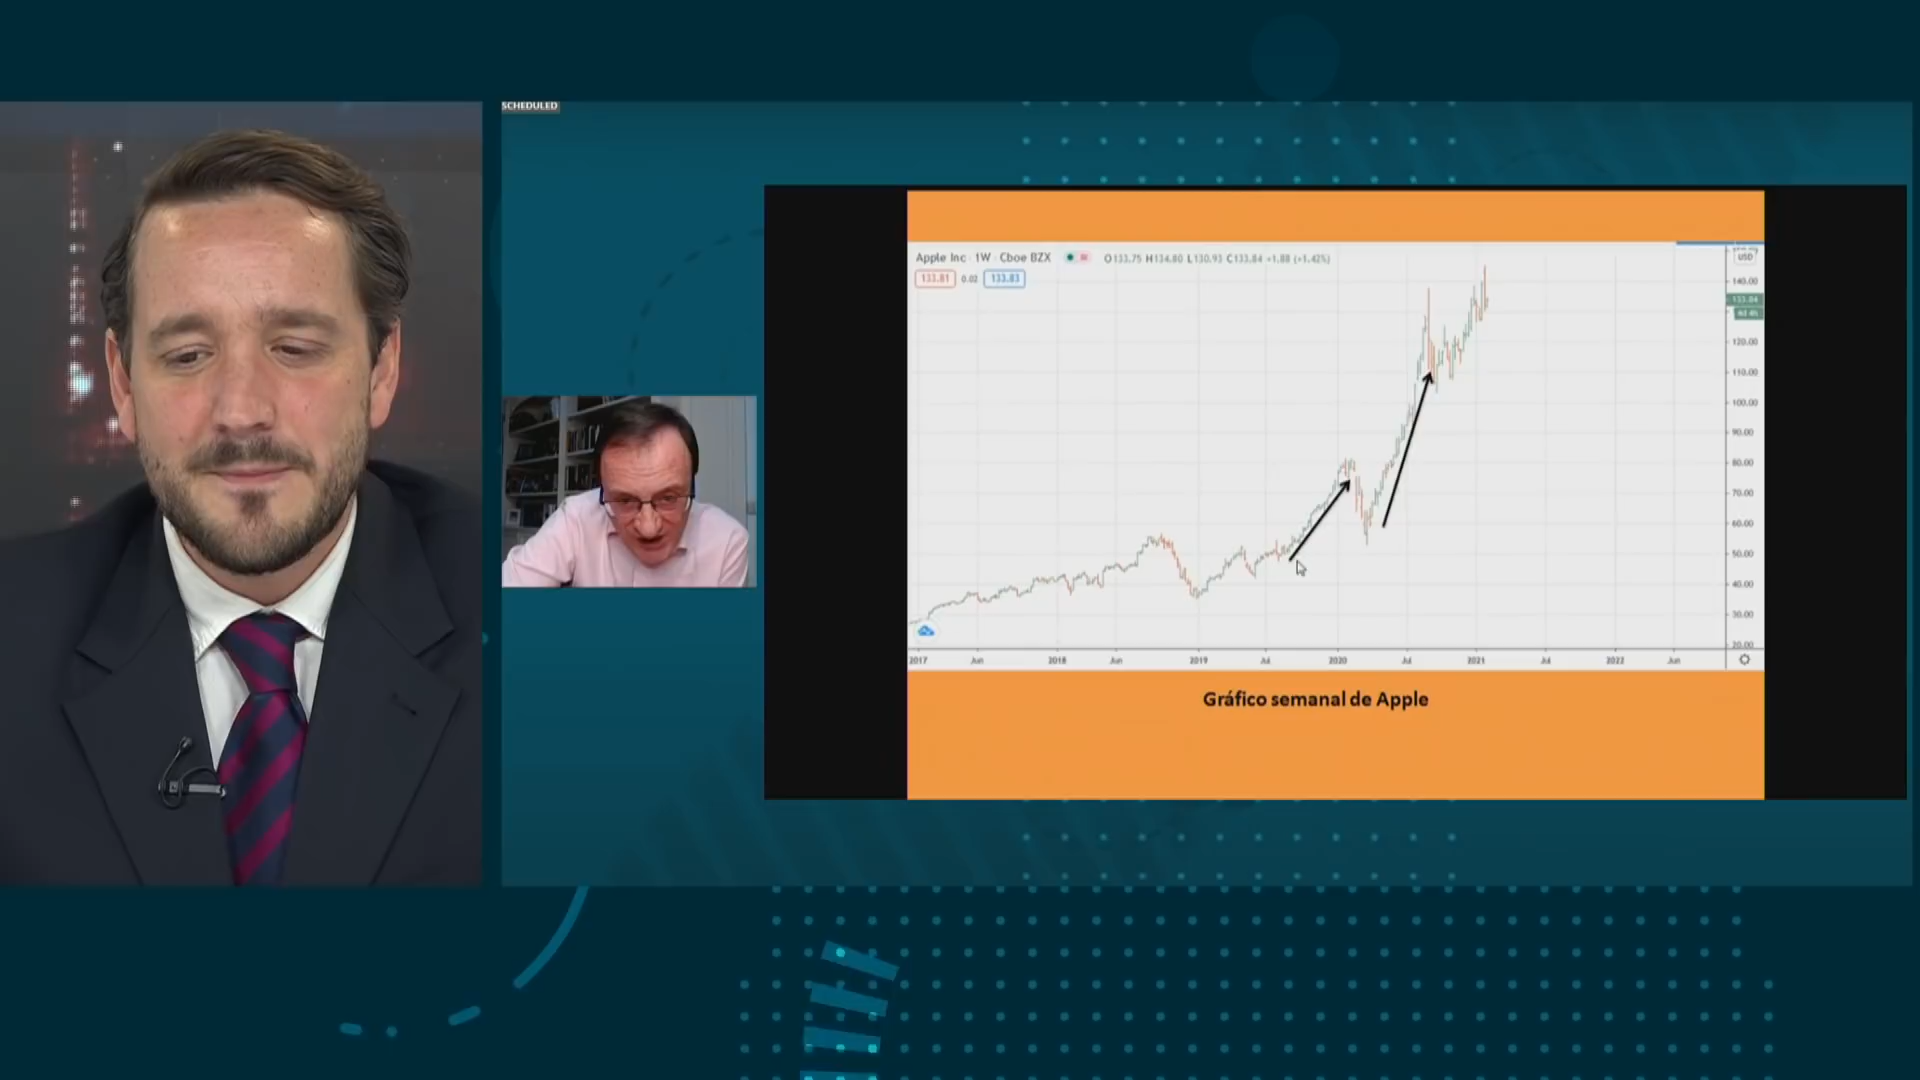 SCHEDULED
Apple Inc · 1W · Cboe BZX O133.75 H134.80 L130.93 C133.84 +1.88 (+1.42%)
133.81 0.02 133.83
USD
140.00
133.84
120.00
110.00
100.00
90.00
80.00
70.00
60.00
50.00
40.00
30.00
20.00
2017 Jun 2018 Jun 2019 Jul 2020 Jul 2021 Jul 2022 Jun
Gráfico semanal de Apple